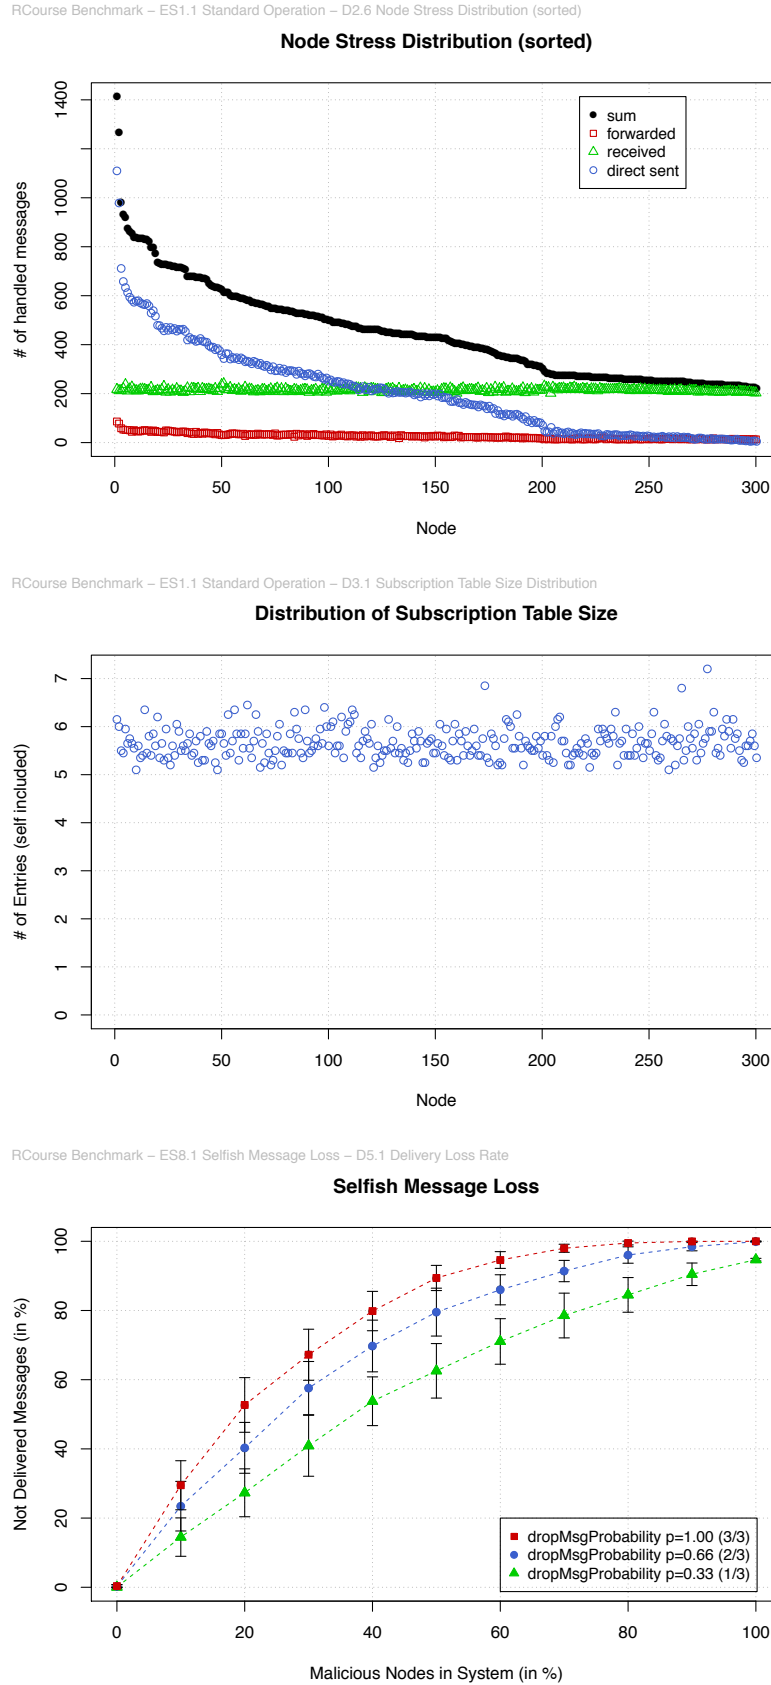 RCourse Benchmark – ES1.1 Standard Operation – D2.6 Node Stress Distribution (sorted)
Node Stress Distribution (sorted)
# of handled messages
1400
1000
800
600
400
200
0
sum
forwarded
received
direct sent
0 50 100 150 200 250 300
Node
RCourse Benchmark – ES1.1 Standard Operation – D3.1 Subscription Table Size Distribution
Distribution of Subscription Table Size
# of Entries (self included)
7
6
5
4
3
2
1
0
0 50 100 150 200 250 300
Node
RCourse Benchmark – ES8.1 Selfish Message Loss – D5.1 Delivery Loss Rate
Selfish Message Loss
Not Delivered Messages (in %)
100
80
60
40
20
0
dropMsgProbability p=1.00 (3/3)
dropMsgProbability p=0.66 (2/3)
dropMsgProbability p=0.33 (1/3)
0 20 40 60 80 100
Malicious Nodes in System (in %)